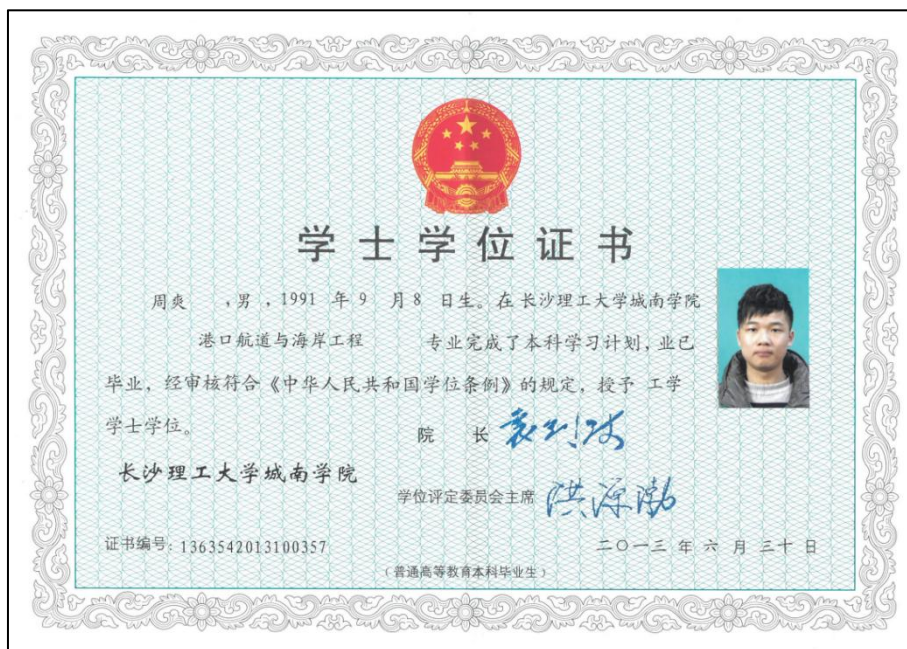 学士学位证书
周爽 ，男，1991 年 9 月 8 日生。在长沙理工大学城南学院
港口航道与海岸工程 专业完成了本科学习计划，业已
毕业，经审核符合《中华人民共和国学位条例》的规定，授予 工学
学士学位。
院 长
长沙理工大学城南学院
学位评定委员会主席 洪源渤
证书编号：1363542013100357
二〇一三 年 六 月 三十 日
（普通高等教育本科毕业生）